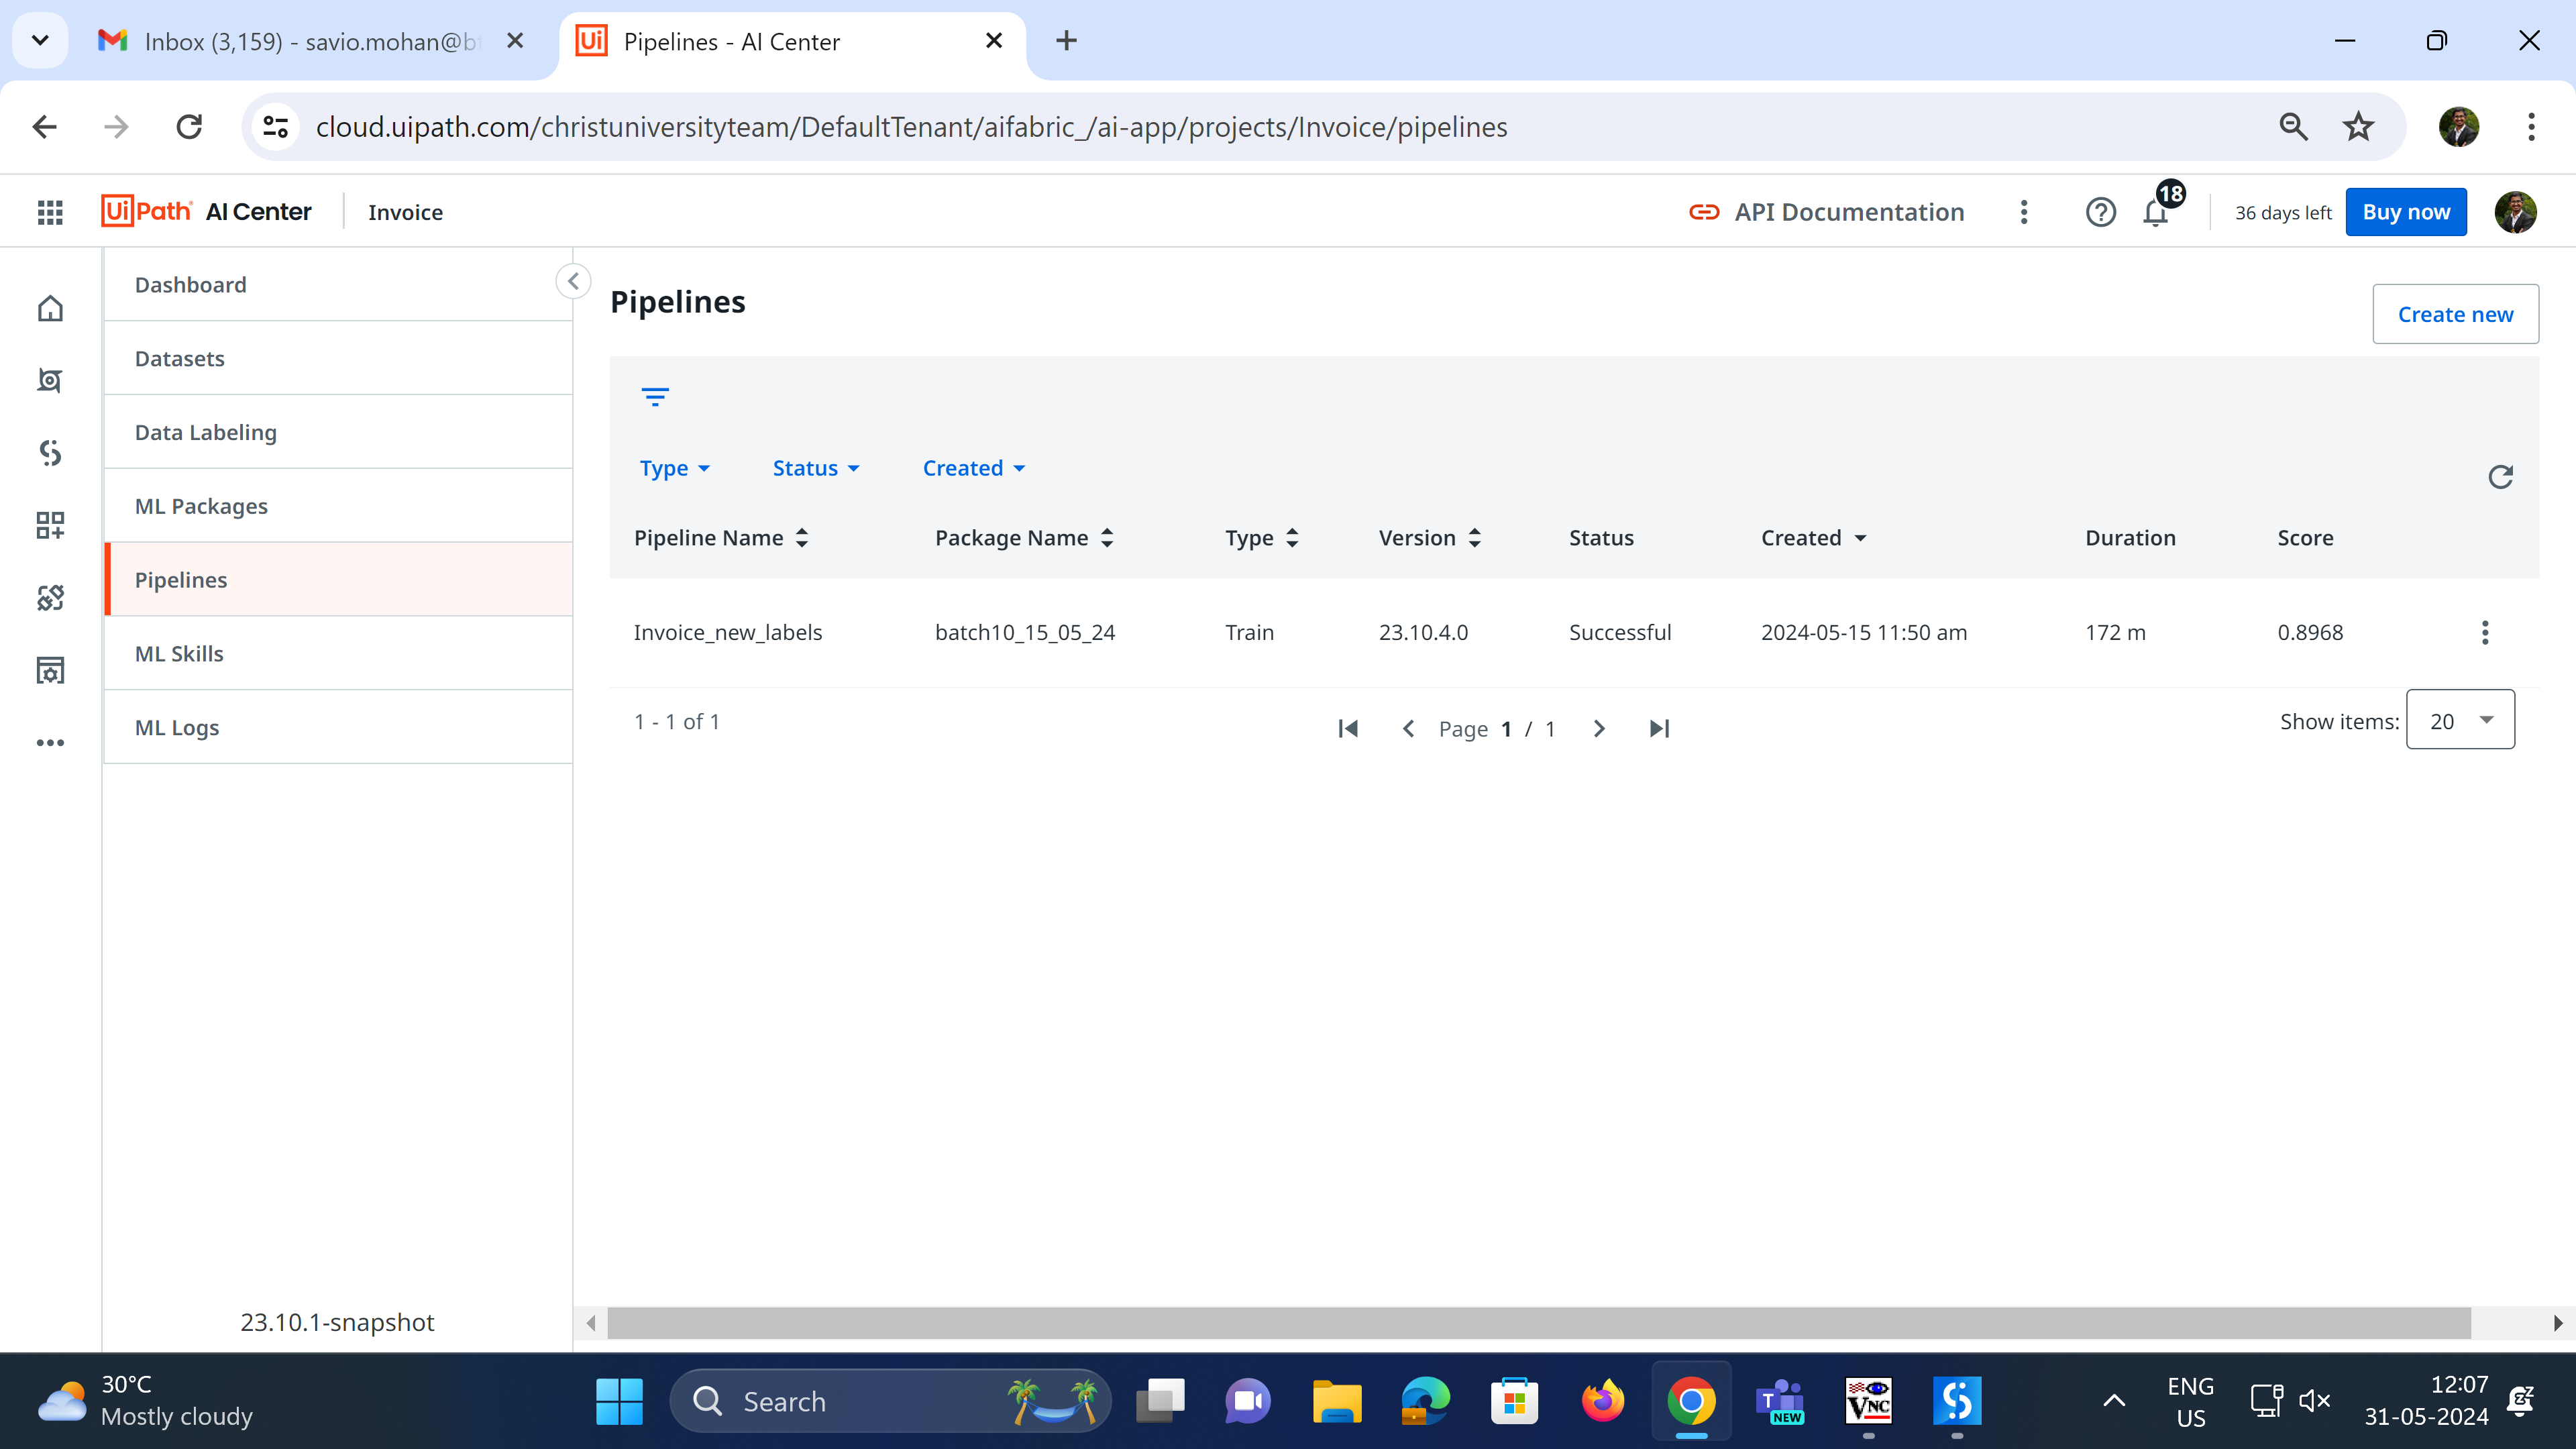 Inbox (3,159) - savio.mohan@b
Pipelines - AI Center
cloud.uipath.com/christuniversityteam/DefaultTenant/aifabric_/ai-app/projects/Invoice/pipelines
UiPath AI Center Invoice API Documentation 18 36 days left Buy now
Dashboard
Datasets
Data Labeling
ML Packages
Pipelines
ML Skills
ML Logs
23.10.1-snapshot
Pipelines
Create new
Type Status Created
Pipeline Name Package Name Type Version Status Created Duration Score
Invoice_new_labels batch10_15_05_24 Train 23.10.4.0 Successful 2024-05-15 11:50 am 172 m 0.8968
1 - 1 of 1 Page 1 / 1 Show items: 20
30°C
Mostly cloudy
Search
T
NEW
VNC
ENG
US
12:07
31-05-2024